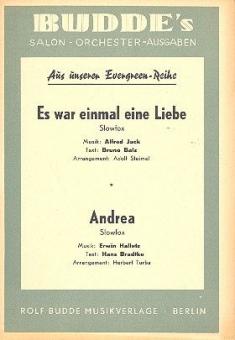 BUDDE's
SALON - ORCHESTER - AUSGABEN
Aus unserer Evergreen-Reihe
Es war einmal eine Liebe
Slowfox
Musik: Alfred Jack
Text: Bruno Balz
Arrangement: Adolf Steimel
*
Andrea
Slowfox
Musik: Erwin Halletz
Text: Hans Bradtke
Arrangement: Herbert Turba
ROLF BUDDE MUSIKVERLAGE · BERLIN